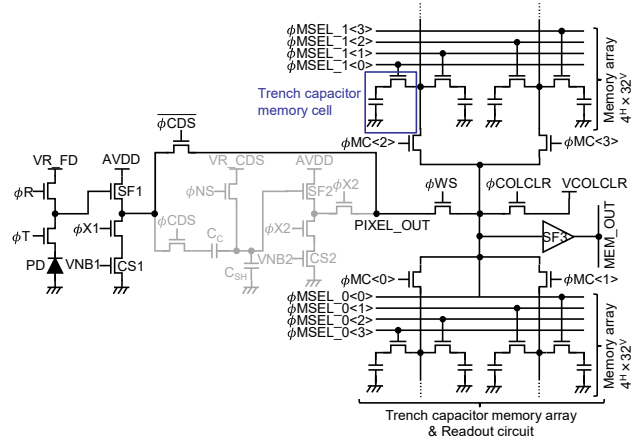 ϕMSEL_1<3>
ϕMSEL_1<2>
ϕMSEL_1<1>
ϕMSEL_1<0>
Memory array
4ᴴ × 32ⱽ
Trench capacitor
memory cell
ϕCDS
ϕMC<2>
ϕMC<3>
VR_FD
AVDD
VR_CDS
AVDD
ϕR
SF1
ϕNS
SF2
ϕX2
ϕWS
ϕCOLCLR
VCOLCLR
ϕT
ϕX1
ϕCDS
C_C
ϕX2
PIXEL_OUT
SF3
MEM_OUT
PD
VNB1
CS1
C_SH
VNB2
CS2
ϕMC<0>
ϕMC<1>
ϕMSEL_0<0>
ϕMSEL_0<1>
ϕMSEL_0<2>
ϕMSEL_0<3>
Memory array
4ᴴ × 32ⱽ
Trench capacitor memory array
& Readout circuit